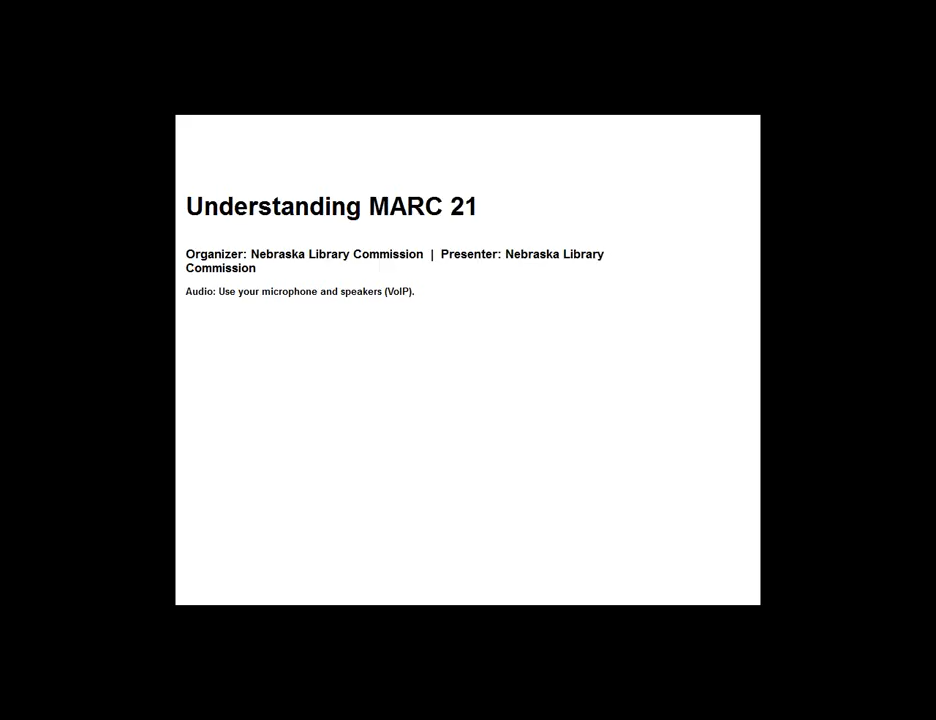 Understanding MARC 21
Organizer: Nebraska Library Commission | Presenter: Nebraska Library
Commission
Audio: Use your microphone and speakers (VoIP).